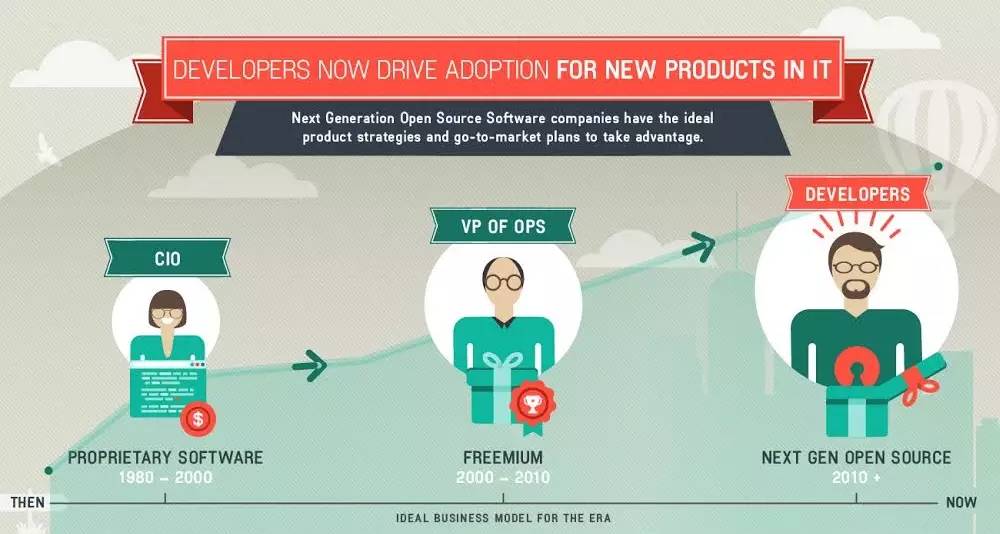 DEVELOPERS NOW DRIVE ADOPTION FOR NEW PRODUCTS IN IT
Next Generation Open Source Software companies have the ideal
product strategies and go-to-market plans to take advantage.
CIO
VP OF OPS
DEVELOPERS
$
PROPRIETARY SOFTWARE
1980 – 2000
FREEMIUM
2000 – 2010
NEXT GEN OPEN SOURCE
2010 +
THEN
NOW
IDEAL BUSINESS MODEL FOR THE ERA